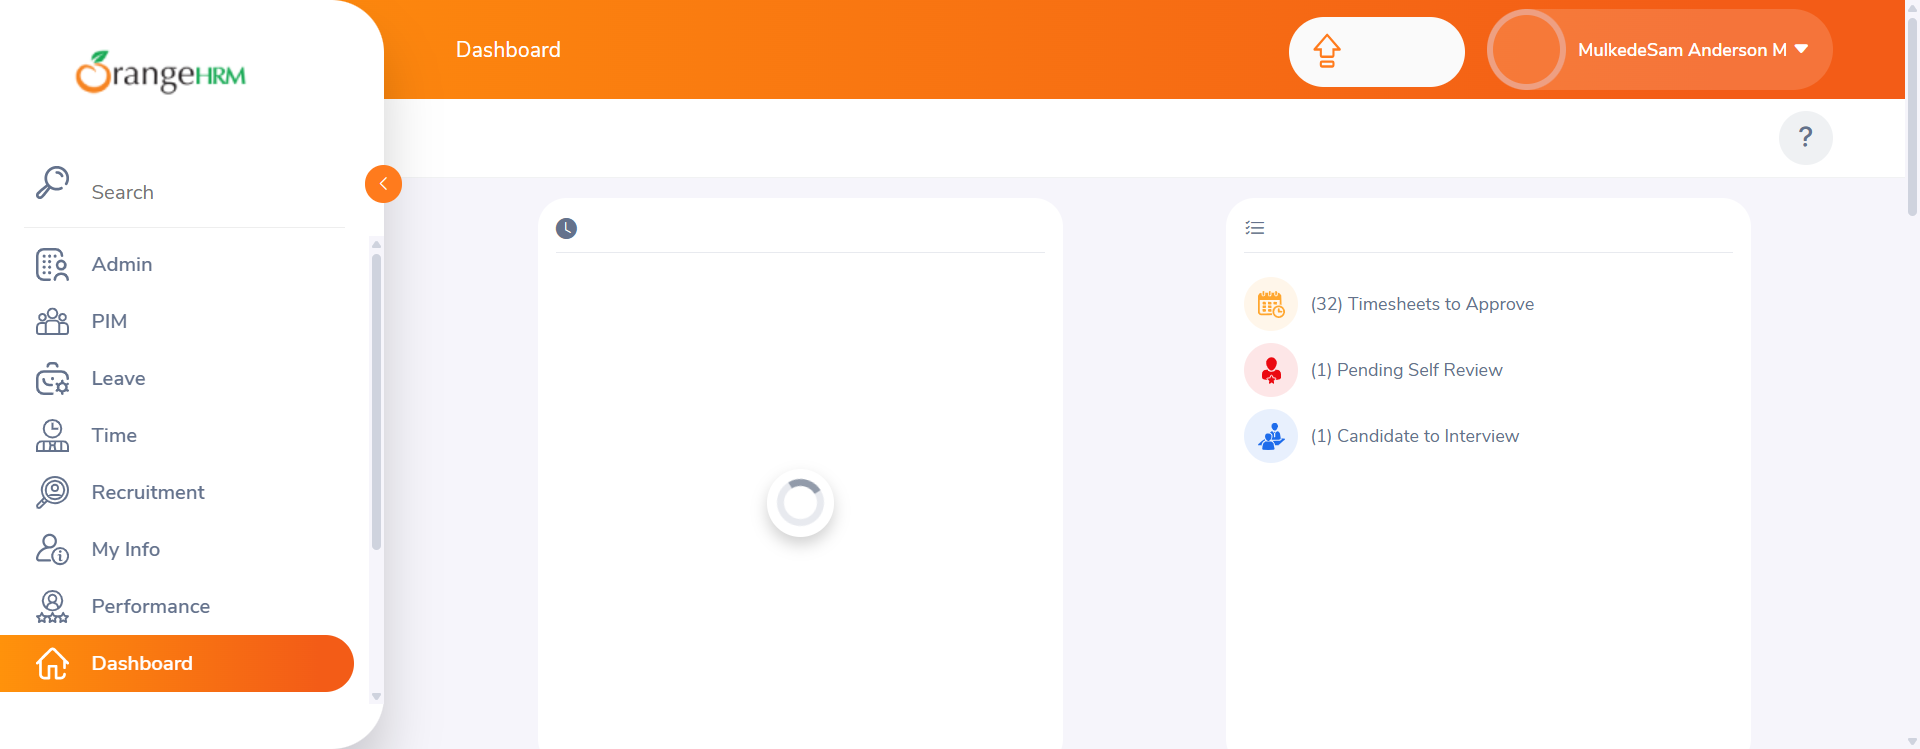 OrangeHRM
Dashboard
MulkedeSam Anderson M
?
Search
Admin
PIM
Leave
Time
Recruitment
My Info
Performance
Dashboard
(32) Timesheets to Approve
(1) Pending Self Review
(1) Candidate to Interview